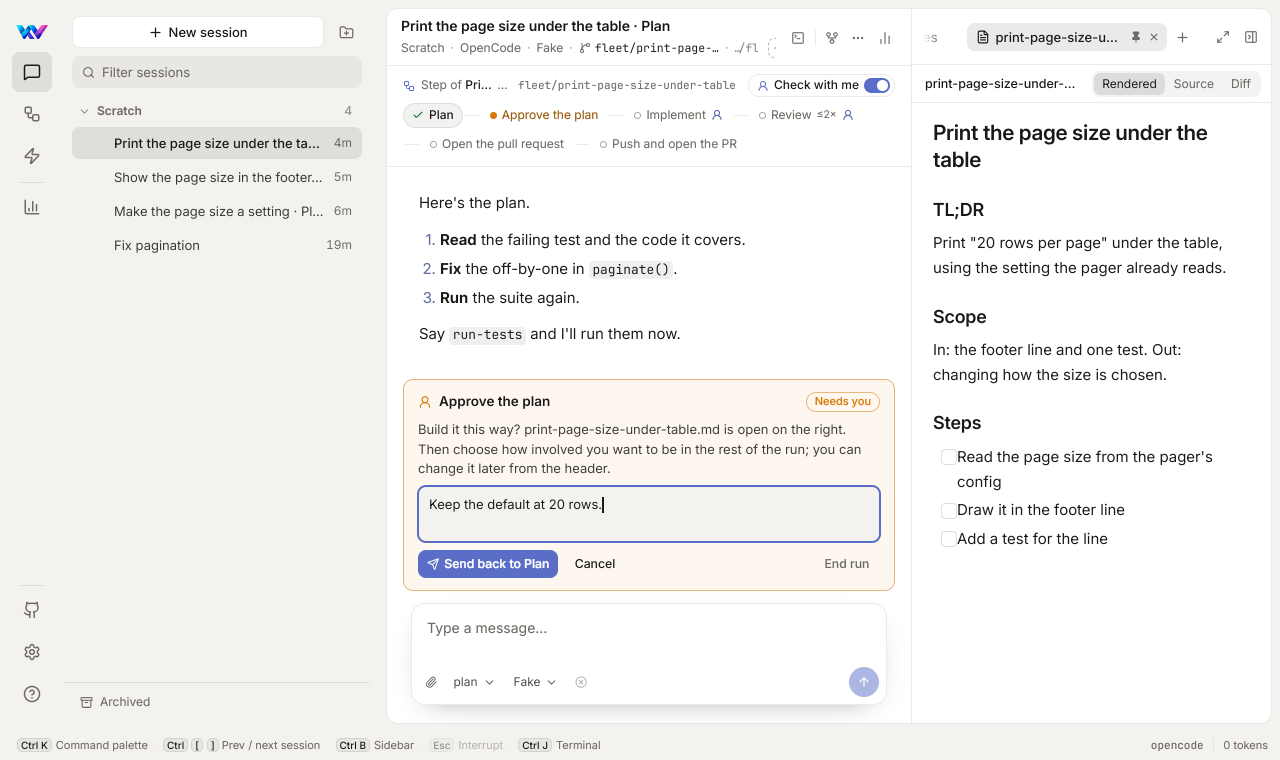 New session
Filter sessions
Scratch 4
Print the page size under the ta... 4m
Show the page size in the footer... 5m
Make the page size a setting · Pl... 6m
Fix pagination 19m
Archived
Print the page size under the table · Plan
Scratch · OpenCode · Fake · fleet/print-page-… · …/fl
Step of Pri... ... fleet/print-page-size-under-table Check with me
Plan Approve the plan Implement Review ≤2×
Open the pull request Push and open the PR
Here's the plan.
1. Read the failing test and the code it covers.
2. Fix the off-by-one in paginate().
3. Run the suite again.
Say run-tests and I'll run them now.
Approve the plan Needs you
Build it this way? print-page-size-under-table.md is open on the right.
Then choose how involved you want to be in the rest of the run; you can
change it later from the header.
Keep the default at 20 rows.
Send back to Plan Cancel End run
Type a message...
plan Fake
es print-page-size-u...
print-page-size-under-... Rendered Source Diff
Print the page size under the
table
TL;DR
Print "20 rows per page" under the table,
using the setting the pager already reads.
Scope
In: the footer line and one test. Out:
changing how the size is chosen.
Steps
Read the page size from the pager's
config
Draw it in the footer line
Add a test for the line
Ctrl K Command palette · Ctrl [ ] Prev / next session · Ctrl B Sidebar · Esc Interrupt · Ctrl J Terminal opencode 0 tokens